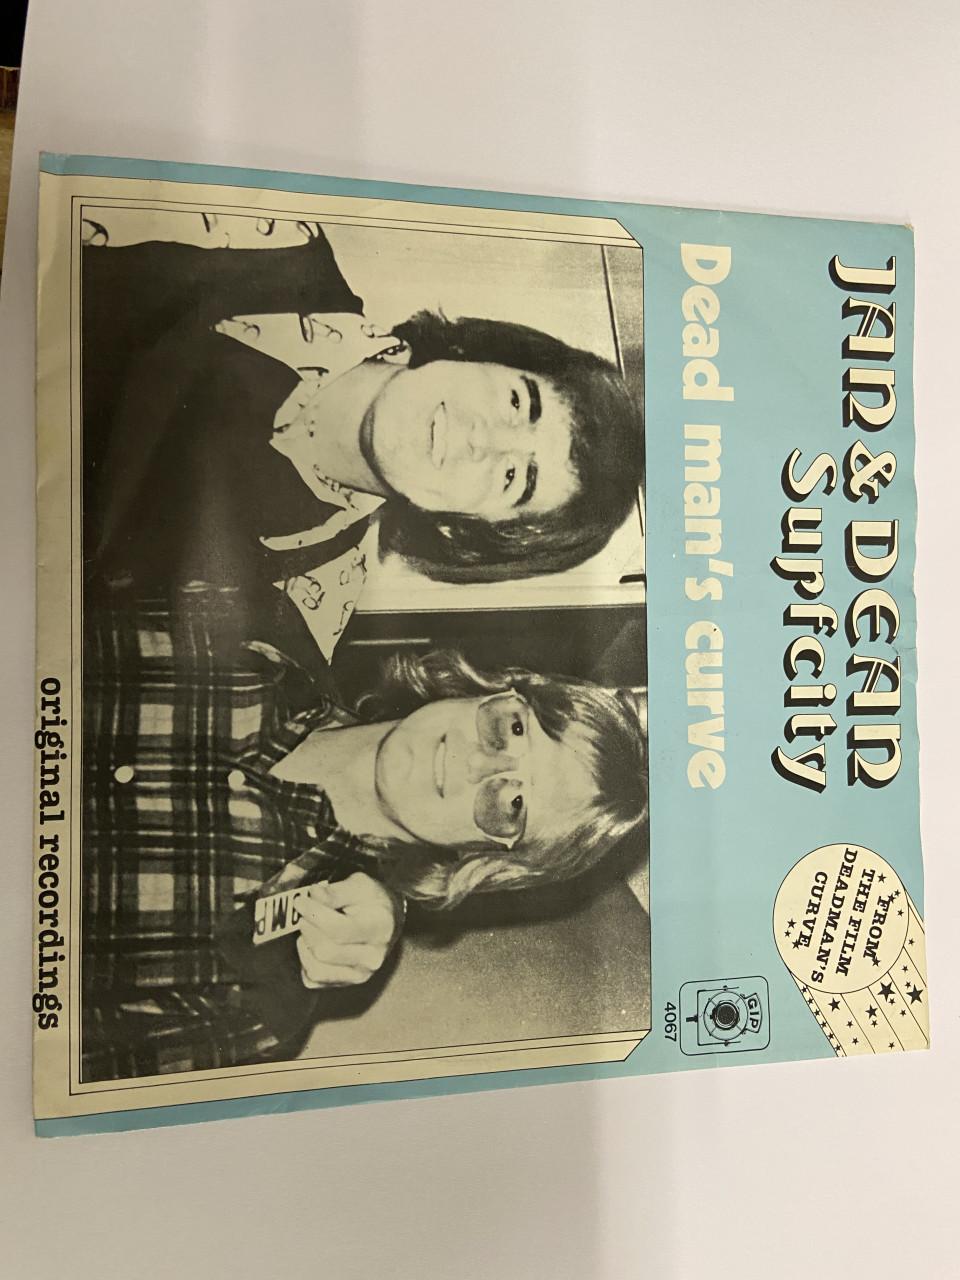 JAN & DEAN
Surfcity
FROM
THE FILM
DEADMAN'S
CURVE
Dead man's curve
GIP
4067
original recordings